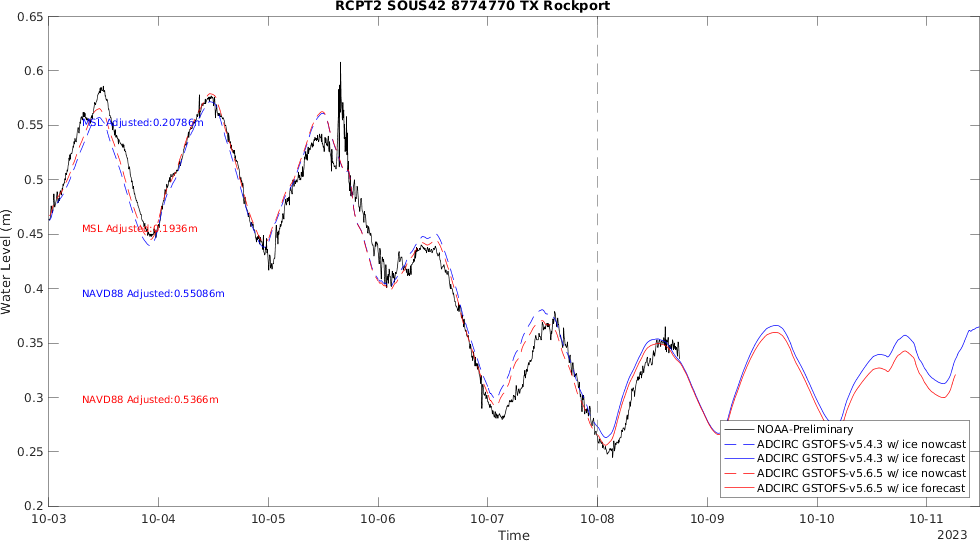 RCPT2 SOUS42 8774770 TX Rockport
0.65
0.6
0.55
0.5
0.45
0.4
0.35
0.3
0.25
0.2
Water Level (m)
MSL Adjusted:0.20786m
MSL Adjusted:0.1936m
NAVD88 Adjusted:0.55086m
NAVD88 Adjusted:0.5366m
NOAA-Preliminary
ADCIRC GSTOFS-v5.4.3 w/ ice nowcast
ADCIRC GSTOFS-v5.4.3 w/ ice forecast
ADCIRC GSTOFS-v5.6.5 w/ ice nowcast
ADCIRC GSTOFS-v5.6.5 w/ ice forecast
10-03 10-04 10-05 10-06 10-07 10-08 10-09 10-10 10-11
Time
2023